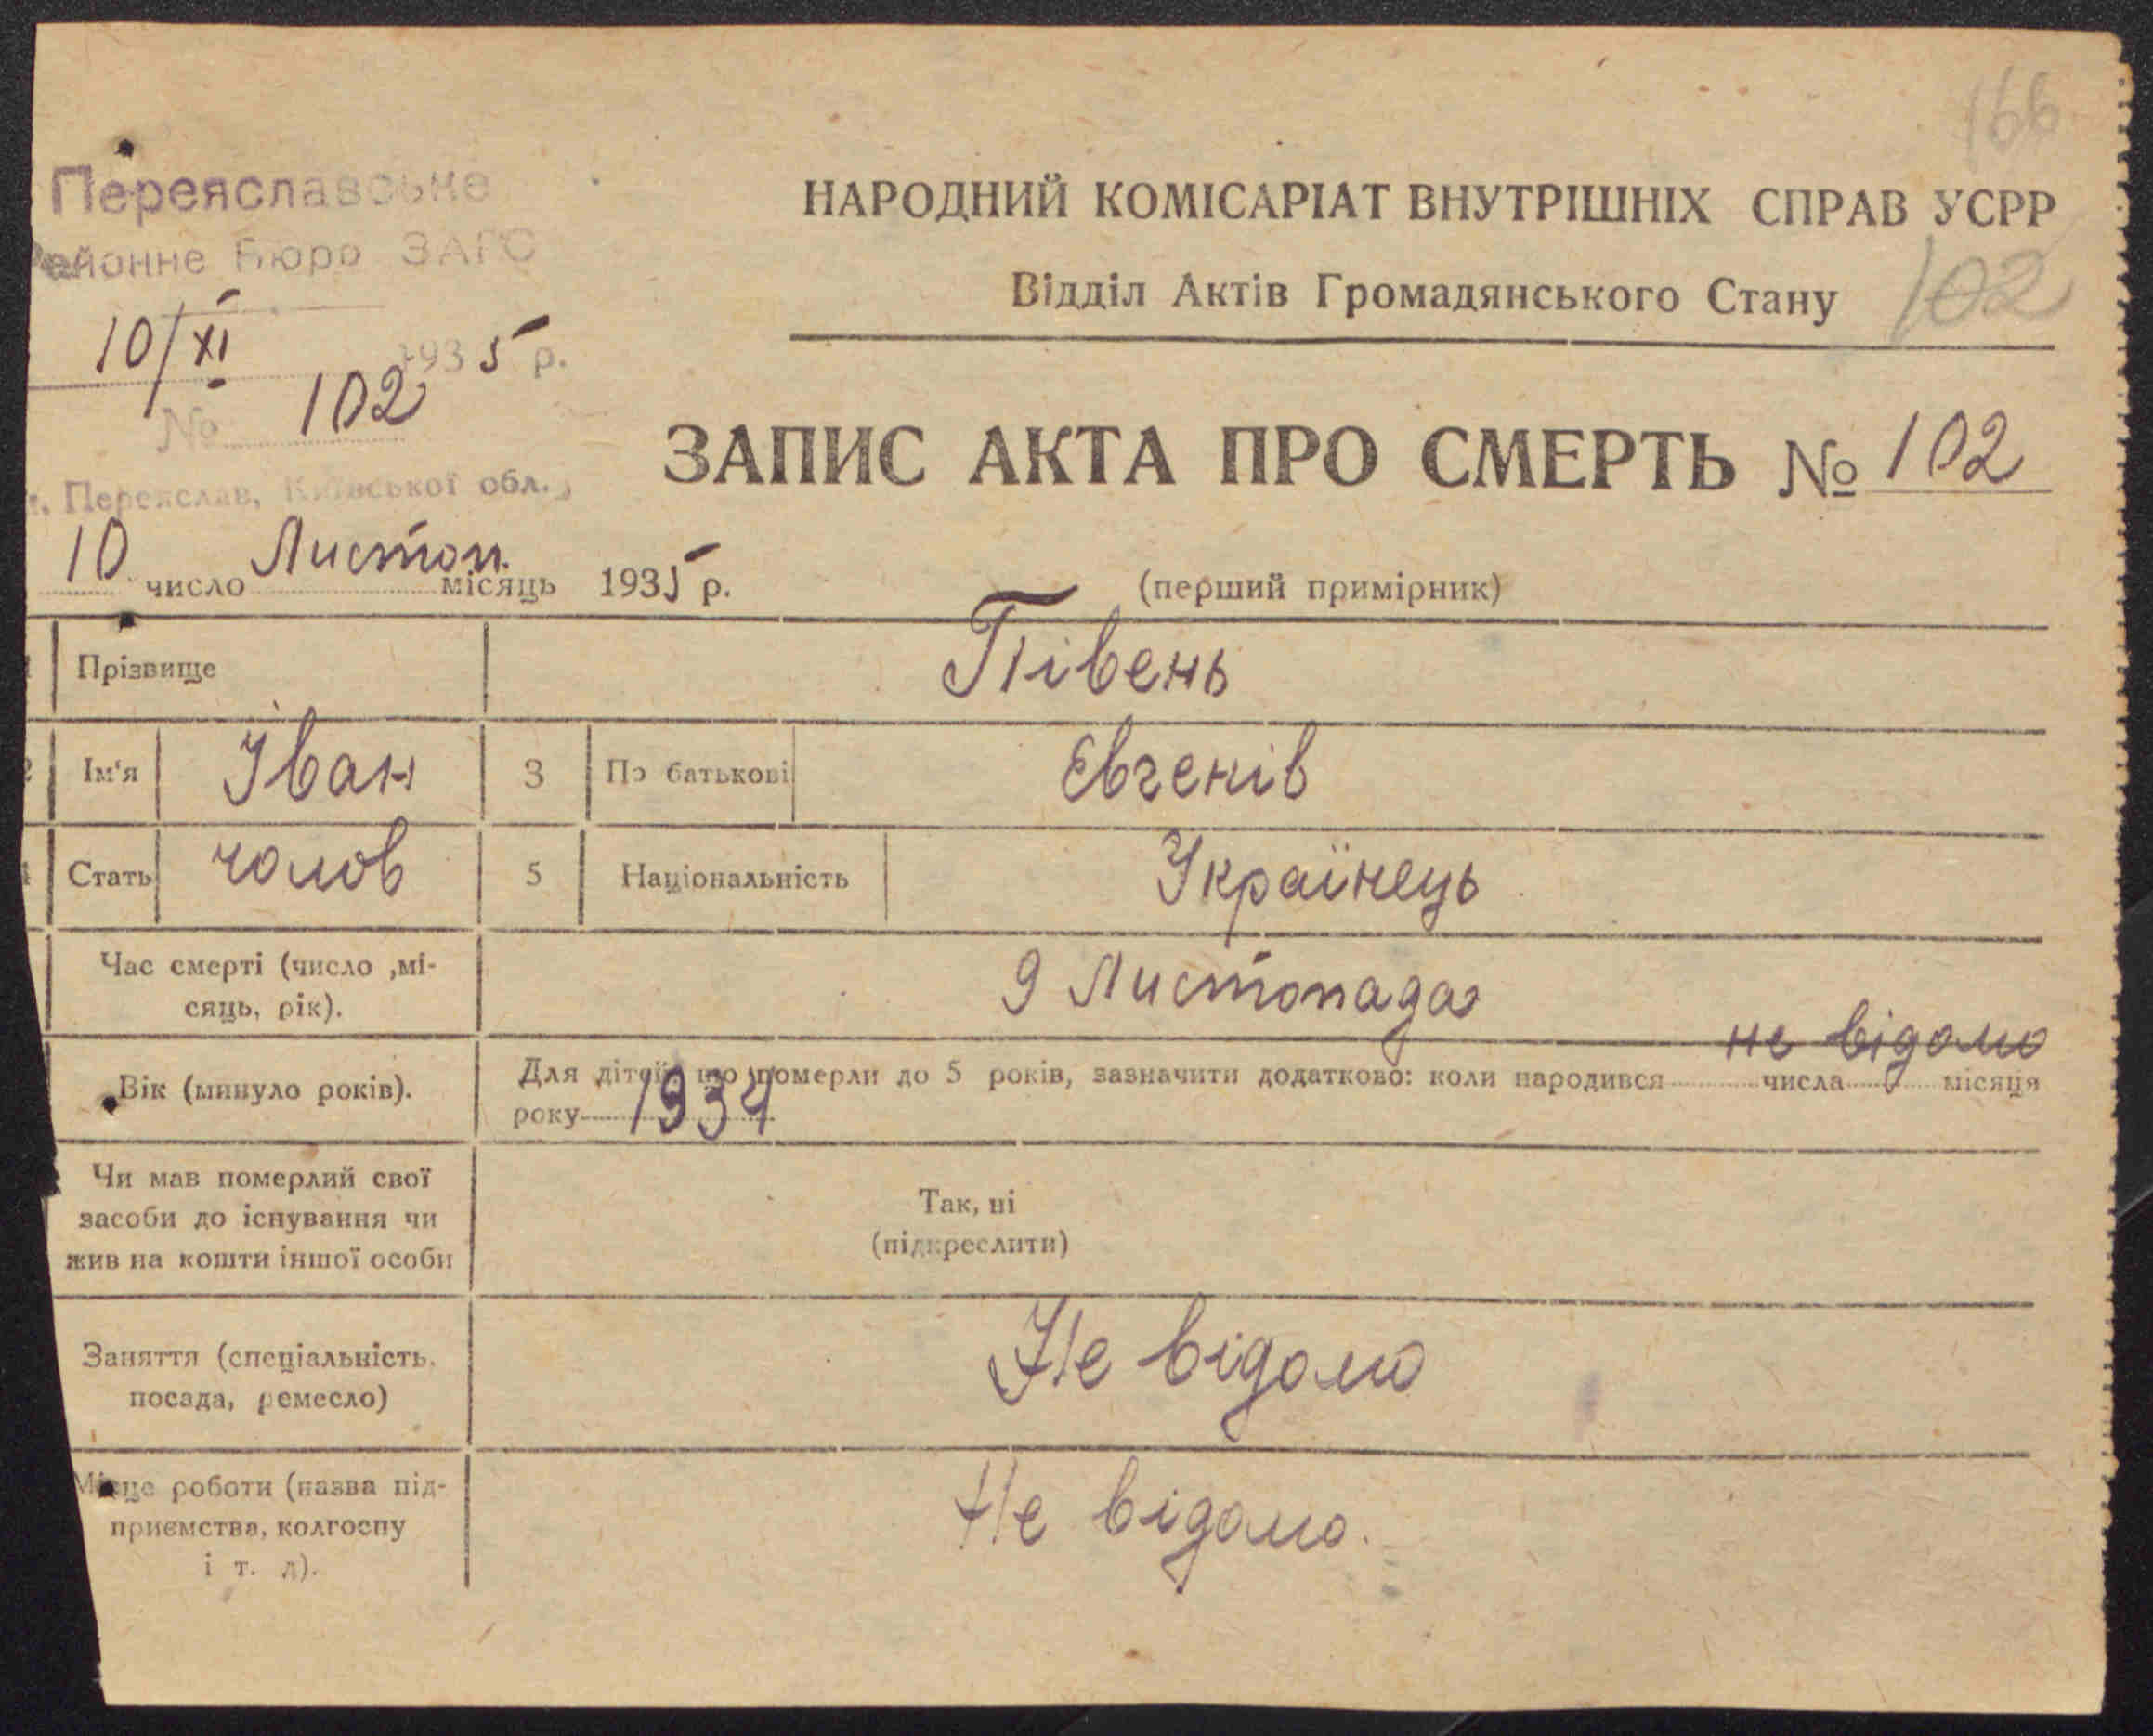 166
Переяславське
Районне Бюро ЗАГС
10/XI 1935 р.
№ 102
м. Переяслав, Київської обл.
НАРОДНИЙ КОМІСАРІАТ ВНУТРІШНІХ СПРАВ УСРР
Відділ Актів Громадянського Стану 102
ЗАПИС АКТА ПРО СМЕРТЬ № 102
10 число Листоп. місяць 1935 р.
(перший примірник)
Прізвище Півень
Ім'я Іван 3 По батькові Євгенів
Стать чолов 5 Національність Українець
Час смерті (число ,мі-
сяць, рік).
9 Листопада
Вік (минуло років).
Для дітей, що померли до 5 років, зазначити додатково: коли народився не числа відомо місяця
року 1934
Чи мав померлий свої
засоби до існування чи
жив на кошти іншої особи
Так, ні
(підкреслити)
Заняття (спеціальність,
посада, ремесло)
Не відомо
Місце роботи (назва під-
приємства, колгоспу
і т. д).
Не відомо.